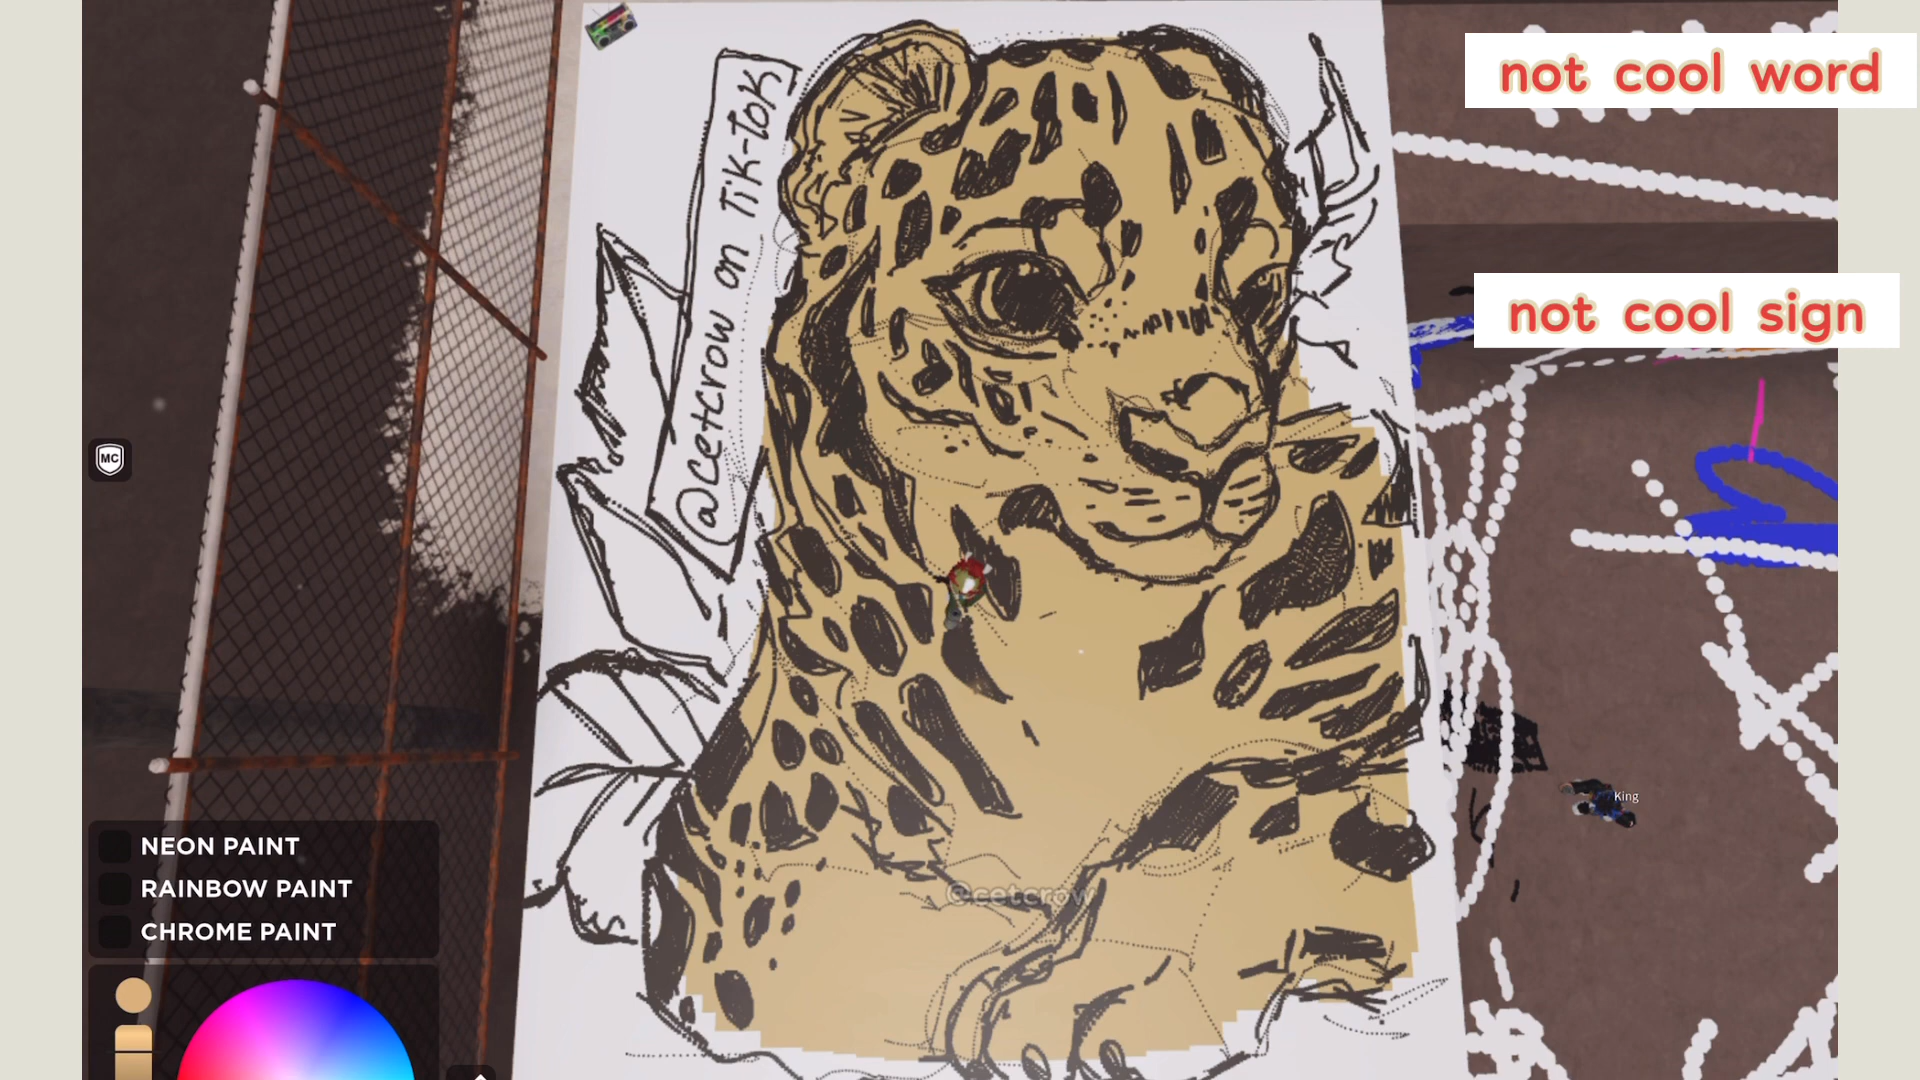 not cool word
@cetcrow on Tik-tok
not cool sign
MC
King
NEON PAINT
RAINBOW PAINT
CHROME PAINT
@cetcrow